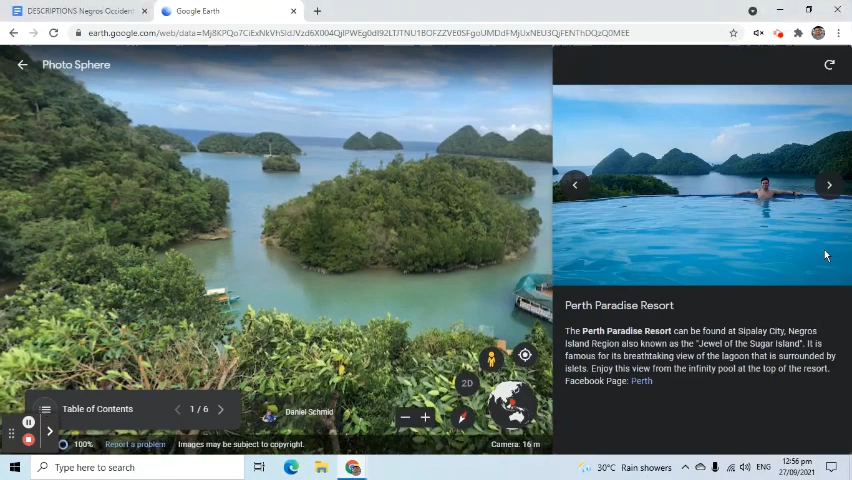 DESCRIPTIONS Negros Occident
Google Earth
earth.google.com/web/data=Mj8KPQo7CiExNkVhSldJVzd6X004QjlPWEg0dl92LTJTNU1BOFZZVE0SFgoUMDdFMjUxNEU3QjFENThDQzQ0MEE
Photo Sphere
Perth Paradise Resort
The Perth Paradise Resort can be found at Sipalay City, Negros
Island Region also known as the "Jewel of the Sugar Island". It is
famous for its breathtaking view of the lagoon that is surrounded by
islets. Enjoy this view from the infinity pool at the top of the resort.
Facebook Page: Perth
2D
Table of Contents
1 / 6
Daniel Schmid
100%
Report a problem
Images may be subject to copyright.
Camera: 16 m
Type here to search
30°C Rain showers
ENG
12:56 pm
27/09/2021